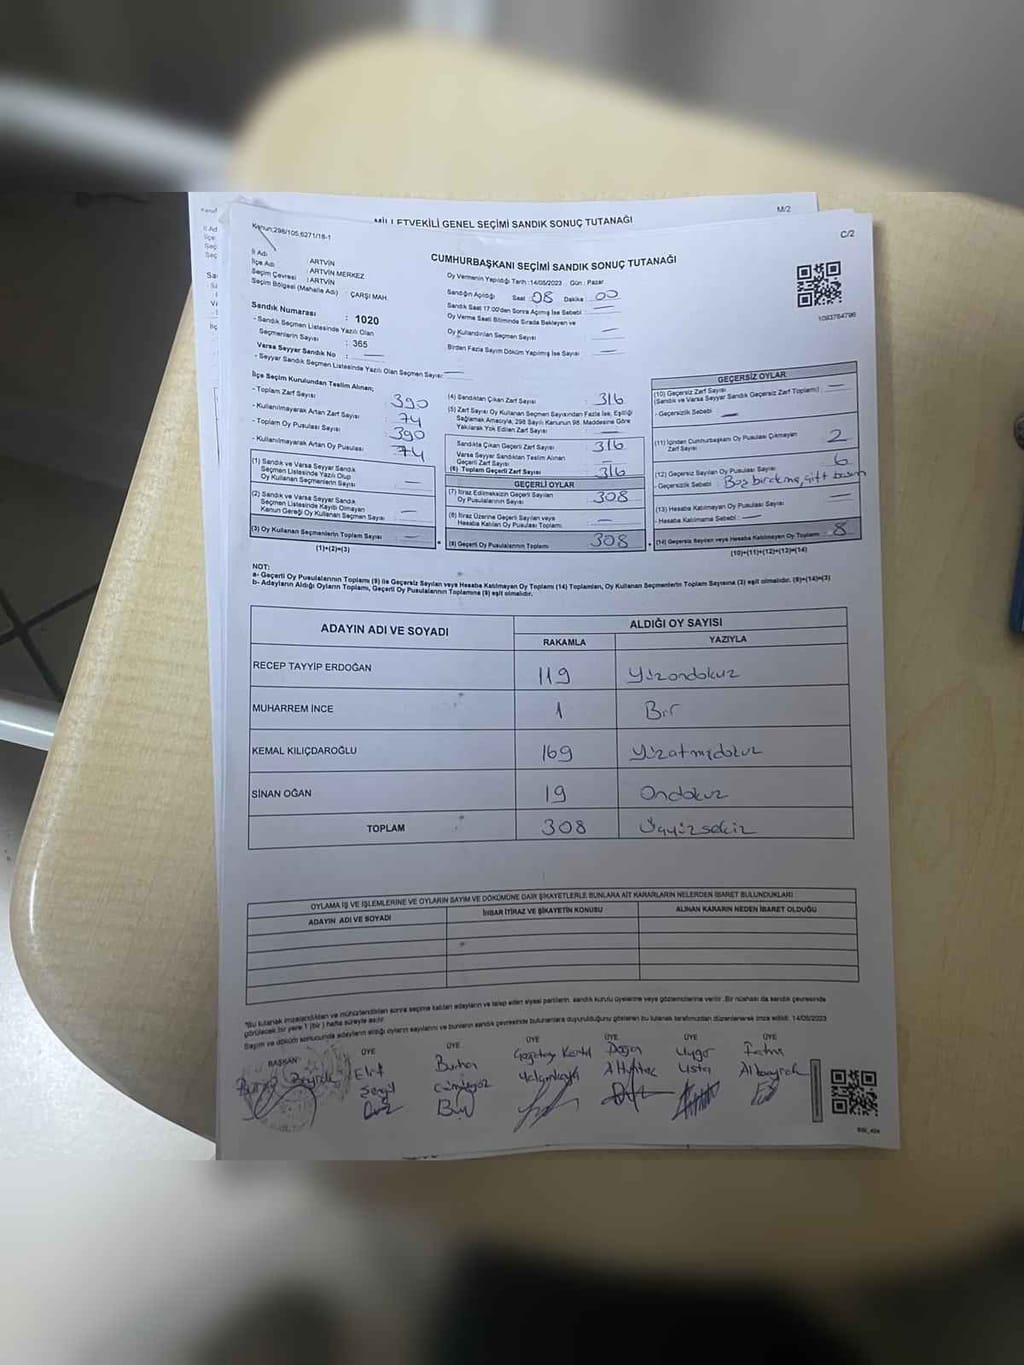 M/2
MİLLETVEKİLİ GENEL SEÇİMİ SANDIK SONUÇ TUTANAĞI
Kanun:298/105,6271/18-1
C/2
CUMHURBAŞKANI SEÇİMİ SANDIK SONUÇ TUTANAĞI
İl Adı : ARTVİN
İlçe Adı : ARTVİN MERKEZ
Seçim Çevresi : ARTVİN
Seçim Bölgesi (Mahalle Adı) : ÇARŞI MAH.
Sandık Numarası : 1020
- Sandık Seçmen Listesinde Yazılı Olan
Seçmenlerin Sayısı : 365
Varsa Seyyar Sandık No : —
- Seyyar Sandık Seçmen Listesinde Yazılı Olan Seçmen Sayısı: —
Oy Vermenin Yapıldığı Tarih :14/05/2023 Gün : Pazar
Sandığın Açıldığı Saat 08 Dakika 00
Sandık Saat 17:00'den Sonra Açılmış İse Sebebi : —
Oy Verme Saati Bitiminde Sırada Bekleyen ve
Oy Kullandırılan Seçmen Sayısı —
Birden Fazla Sayım Döküm Yapılmış İse Sayısı : —
1093784796
İlçe Seçim Kurulundan Teslim Alınan;
- Toplam Zarf Sayısı : 390
- Kullanılmayarak Artan Zarf Sayısı : 74
- Toplam Oy Pusulası Sayısı : 390
- Kullanılmayarak Artan Oy Pusulası : 74
(1) Sandık ve Varsa Seyyar Sandık
Seçmen Listesinde Yazılı Olup
Oy Kullanan Seçmenlerin Sayısı : —
(2) Sandık ve Varsa Seyyar Sandık
Seçmen Listesinde Kayıtlı Olmayan
Kanun Gereği Oy Kullanan Seçmen Sayısı : —
(3) Oy Kullanan Seçmenlerin Toplam Sayısı : —
(1)+(2)=(3)
(4) Sandıktan Çıkan Zarf Sayısı : 316
(5) Zarf Sayısı Oy Kullanan Seçmen Sayısından Fazla İse, Eşitliği
Sağlamak Amacıyla, 298 Sayılı Kanunun 98. Maddesine Göre
Yakılarak Yok Edilen Zarf Sayısı : —
Sandıkta Çıkan Geçerli Zarf Sayısı : 316
Varsa Seyyar Sandıktan Teslim Alınan
Geçerli Zarf Sayısı : —
(6) Toplam Geçerli Zarf Sayısı : 316
GEÇERLİ OYLAR
(7) İtiraz Edilmeksizin Geçerli Sayılan
Oy Pusulalarının Sayısı : 308
(8) İtiraz Üzerine Geçerli Sayılan ve
Hesaba Katılan Oy Pusulası Toplamı : —
(9) Geçerli Oy Pusulalarının Toplamı : 308
GEÇERSİZ OYLAR
(10) Geçersiz Zarf Sayısı
(Sandık ve Varsa Seyyar Sandık Geçersiz Zarf Toplamı) : —
- Geçersizlik Sebebi : —
(11) İçinden Cumhurbaşkanı Oy Pusulası Çıkmayan
Zarf Sayısı : 2
(12) Geçersiz Sayılan Oy Pusulası Sayısı : 6
- Geçersizlik Sebebi : Boş bırakma, çift basım
(13) Hesaba Katılmayan Oy Pusulası Sayısı : —
- Hesaba Katılmama Sebebi : —
(14) Geçersiz Sayılan veya Hesaba Katılmayan Oy Toplamı : 8
(10)+(11)+(12)+(13)=(14)
NOT:
a- Geçerli Oy Pusulalarının Toplamı (9) ile Geçersiz Sayılan veya Hesaba Katılmayan Oy Toplamı (14) Toplamları, Oy Kullanan Seçmenlerin Toplam Sayısına (3) eşit olmalıdır. (9)+(14)=(3)
b- Adayların Aldığı Oyların Toplamı, Geçerli Oy Pusulalarının Toplamına (9) eşit olmalıdır.
ADAYIN ADI VE SOYADI ALDIĞI OY SAYISI
RAKAMLA YAZIYLA
RECEP TAYYİP ERDOĞAN 119 Yüzondokuz
MUHARREM İNCE 1 Bir
KEMAL KILIÇDAROĞLU 169 Yüzatmışdokuz
SİNAN OĞAN 19 Ondokuz
TOPLAM 308 Üçyüzsekiz
OYLAMA İŞ VE İŞLEMLERİNE VE OYLARIN SAYIM VE DÖKÜMÜNE DAİR ŞİKAYETLERLE BUNLARA AİT KARARLARIN NELERDEN İBARET BULUNDUKLARI
ADAYIN ADI VE SOYADI İHBAR İTİRAZ VE ŞİKAYETİN KONUSU ALINAN KARARIN NEDEN İBARET OLDUĞU
"Bu tutanak imzalandıktan ve mühürlendikten sonra seçime katılan adayların ve talep eden siyasi partilerin sandık kurulu üyelerine veya gözlemcilerine verilir. Bir nüshası da sandık çevresinde
görülecek bir yere 1 (bir) hafta süreyle asılır.
Sayım ve döküm sonucunda adayların aldığı oyların sayılarını ve bunların sandık çevresinde bulunanlara duyurulduğunu gösteren bu tutanak tarafımızdan düzenlenerek imza edildi. 14/05/2023
BAŞKAN ÜYE ÜYE ÜYE ÜYE ÜYE ÜYE
Elif Burhan Doğan Uygar Fatma
Usta Albayrak